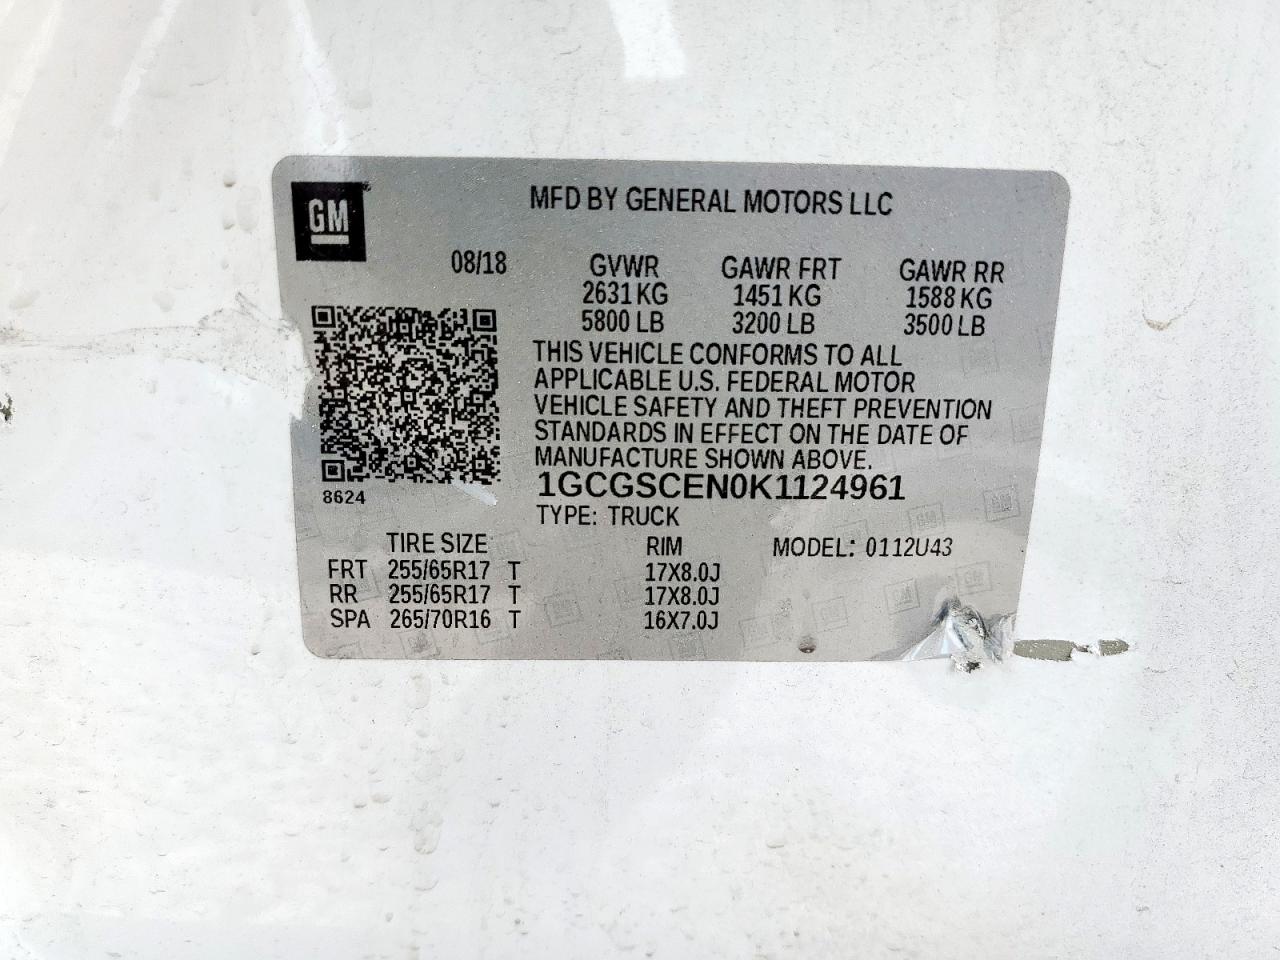 GM
MFD BY GENERAL MOTORS LLC
08/18 GVWR GAWR FRT GAWR RR
2631 KG 1451 KG 1588 KG
5800 LB 3200 LB 3500 LB
THIS VEHICLE CONFORMS TO ALL
APPLICABLE U.S. FEDERAL MOTOR
VEHICLE SAFETY AND THEFT PREVENTION
STANDARDS IN EFFECT ON THE DATE OF
MANUFACTURE SHOWN ABOVE.
8624
1GCGSCEN0K1124961
TYPE: TRUCK
TIRE SIZE RIM MODEL: 0112U43
FRT 255/65R17 T 17X8.0J
RR 255/65R17 T 17X8.0J
SPA 265/70R16 T 16X7.0J